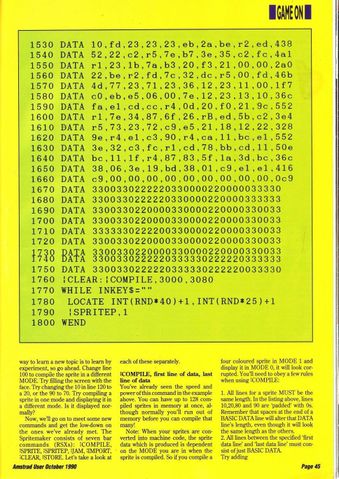 GAME ON
1530 DATA 10,fd,23,23,23,eb,2a,be,r2,ed,438
1540 DATA 52,22,c2,r5,7e,b7,3e,35,c2,fc,4a1
1550 DATA r1,23,1b,7a,b3,20,f3,21,00,00,2a0
1560 DATA 22,be,r2,fd,7c,32,dc,r5,00,fd,46b
1570 DATA 4d,77,23,71,23,36,12,23,11,00,1f7
1580 DATA c0,eb,e5,06,00,7e,12,23,13,10,36c
1590 DATA fa,e1,cd,cc,r4,0d,20,f0,21,9c,552
1600 DATA r1,7e,34,87,6f,26,rB,ed,5b,c2,3e4
1610 DATA r5,73,23,72,c9,e5,21,18,12,22,328
1620 DATA 9e,r4,e1,c3,90,r4,ca,11,bc,e1,552
1630 DATA 3e,32,c3,fc,r1,cd,78,bb,cd,11,50e
1640 DATA bc,11,1f,r4,87,83,5f,1a,3d,bc,36c
1650 DATA 38,06,3e,19,bd,38,01,c9,e1,e1,416
1660 DATA c9,00,00,00,00,00,00,00,00,00,0c9
1670 DATA
1680 DATA
1690 DATA
1700 DATA
1710 DATA
1720 DATA
1730 DATA
1740 DATA
1750 DATA
1760 |CLEAR:|COMPILE,3000,3080
1770 WHILE INKEY$=""
1780 LOCATE INT(RND*40)+1,INT(RND*25)+1
1790 |SPRITEP,1
1800 WEND
way to learn a new topic is to learn by
experiment, so go ahead. Change line
100 to compile the sprite in a different
MODE. Try filling the screen with the
face. Try changing the 10 in line 120 to
a 20, or the 90 to 70. Try compiling a
sprite in one mode and displaying it in
a different mode. Is it displayed nor-
mally?
Now, we'll go on to meet some new
commands and get the low-down on
the ones we've already met. The
Spritemaker consists of seven bar
commands (RSXs): |COMPILE,
|SPRITE, |SPRITEP, |JAM, |IMPORT,
|CLEAR, |STORE. Let's take a look at
each of these separately.
|COMPILE, first line of data, last
line of data
You've already seen the speed and
power of this command in the example
above. You can have up to 128 com-
piled sprites in memory at once, al-
though normally you'll run out of
memory before you can compile that
many!
Note: When your sprites are con-
verted into machine code, the sprite
data which is produced is dependent
on the MODE you are in when the
sprite is compiled. So if you compile a
four coloured sprite in MODE 1 and
display it in MODE 0, it will look cor-
rupted. You'll need to obey a few rules
when using |COMPILE:
1. All lines for a sprite MUST be the
same length. In the listing above, lines
10,20,80 and 90 are 'padded' with 0s.
Remember that spaces at the end of a
BASIC DATA line will alter that DATA
line's length, even though it will look
the same length as the others.
2. All lines between the specified 'first
data line' and 'last data line' must con-
sist of just BASIC DATA.
Try adding
Amstrad User October 1990
Page 45